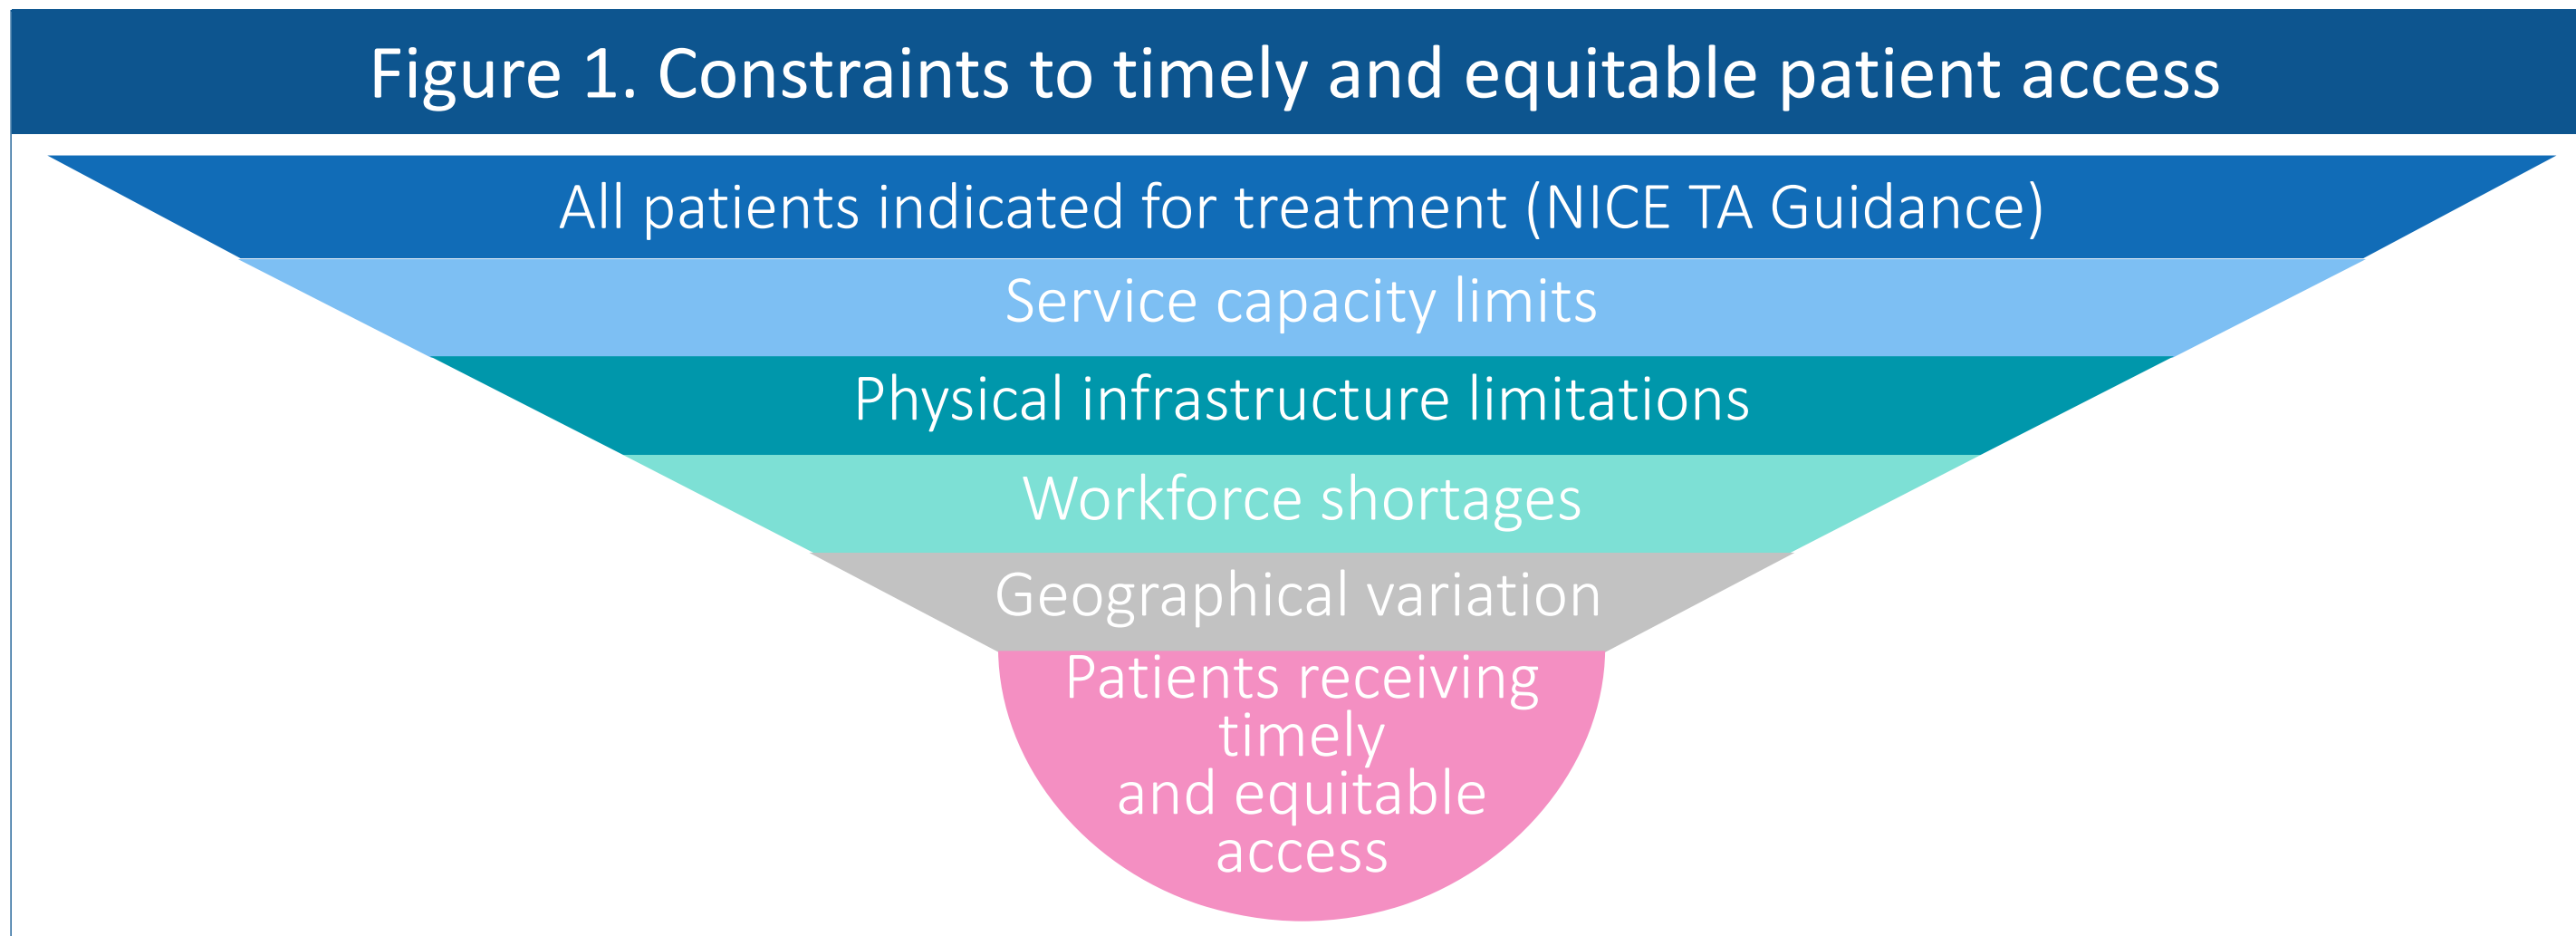 Figure 1. Constraints to timely and equitable patient access
All patients indicated for treatment (NICE TA Guidance)
Service capacity limits
Physical infrastructure limitations
Workforce shortages
Geographical variation
Patients receiving
timely
and equitable
access